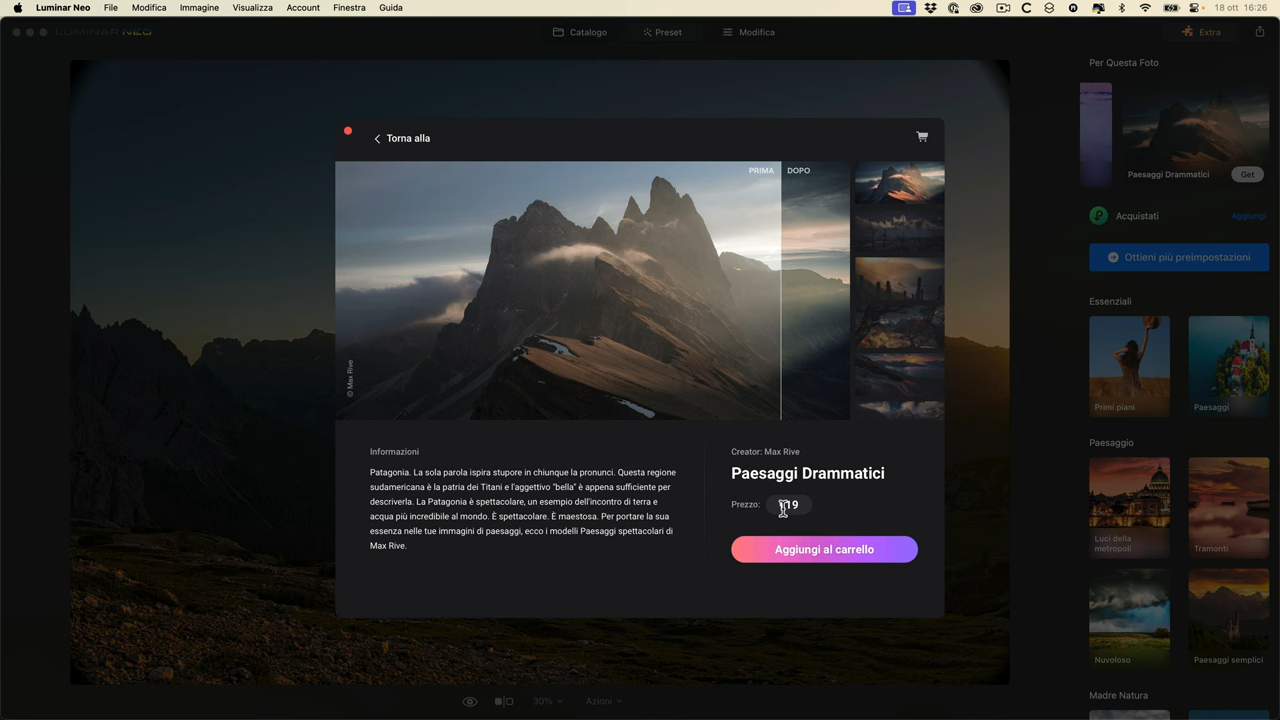 Luminar Neo File Modifica Immagine Visualizza Account Finestra Guida 18 ott 16:26
LUMINAR NEO Catalogo Preset Modifica Extra
Per Questa Foto
Paesaggi Drammatici Get
Acquistati Aggiungi
Ottieni più preimpostazioni
Essenziali
Primi piani Paesaggi
Paesaggio
Luci della
metropoli
Tramonti
Nuvoloso Paesaggi semplici
Madre Natura
Torna alla
PRIMA DOPO
© Max Rive
Informazioni
Patagonia. La sola parola ispira stupore in chiunque la pronunci. Questa regione
sudamericana è la patria dei Titani e l'aggettivo "bella" è appena sufficiente per
descriverla. La Patagonia è spettacolare, un esempio dell'incontro di terra e
acqua più incredibile al mondo. È spettacolare. È maestosa. Per portare la sua
essenza nelle tue immagini di paesaggi, ecco i modelli Paesaggi spettacolari di
Max Rive.
Creator: Max Rive
Paesaggi Drammatici
Prezzo:
Aggiungi al carrello
30% Azioni